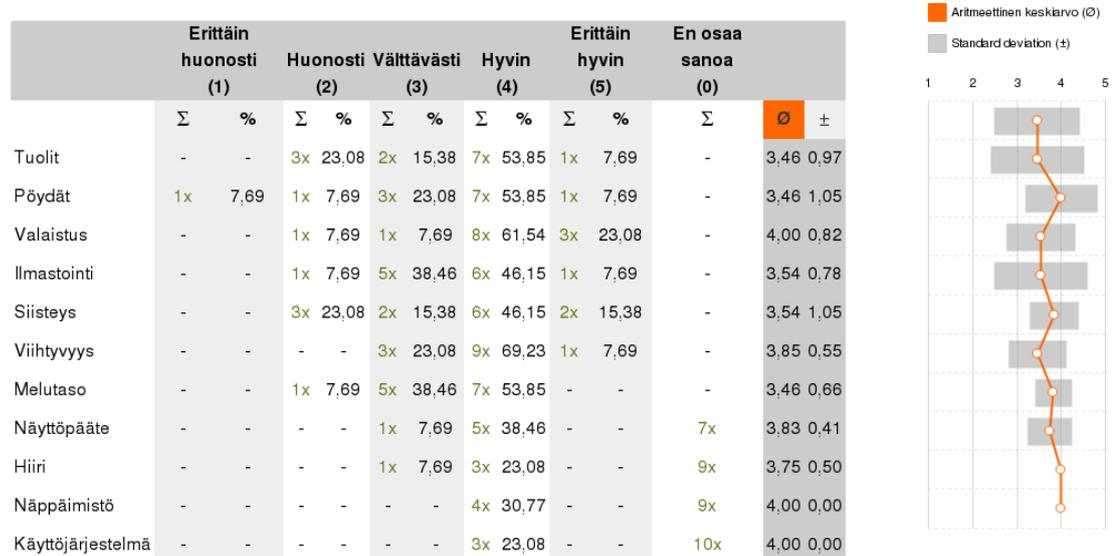 Aritmeettinen keskiarvo (Ø)
Standard deviation (±)
Erittäin Erittäin En osaa
huonosti Huonosti Välttävästi Hyvin hyvin sanoa
(1) (2) (3) (4) (5) (0)
1 2 3 4 5
Σ % Σ % Σ % Σ % Σ % Σ Ø ±
Tuolit - - 3x 23,08 2x 15,38 7x 53,85 1x 7,69 - 3,46 0,97
Pöydät 1x 7,69 1x 7,69 3x 23,08 7x 53,85 1x 7,69 - 3,46 1,05
Valaistus - - 1x 7,69 1x 7,69 8x 61,54 3x 23,08 - 4,00 0,82
Ilmastointi - - 1x 7,69 5x 38,46 6x 46,15 1x 7,69 - 3,54 0,78
Siisteys - - 3x 23,08 2x 15,38 6x 46,15 2x 15,38 - 3,54 1,05
Viihtyvyys - - - - 3x 23,08 9x 69,23 1x 7,69 - 3,85 0,55
Melutaso - - 1x 7,69 5x 38,46 7x 53,85 - - - 3,46 0,66
Näyttöpääte - - - - 1x 7,69 5x 38,46 - - 7x 3,83 0,41
Hiiri - - - - 1x 7,69 3x 23,08 - - 9x 3,75 0,50
Näppäimistö - - - - - - 4x 30,77 - - 9x 4,00 0,00
Käyttöjärjestelmä - - - - - - 3x 23,08 - - 10x 4,00 0,00